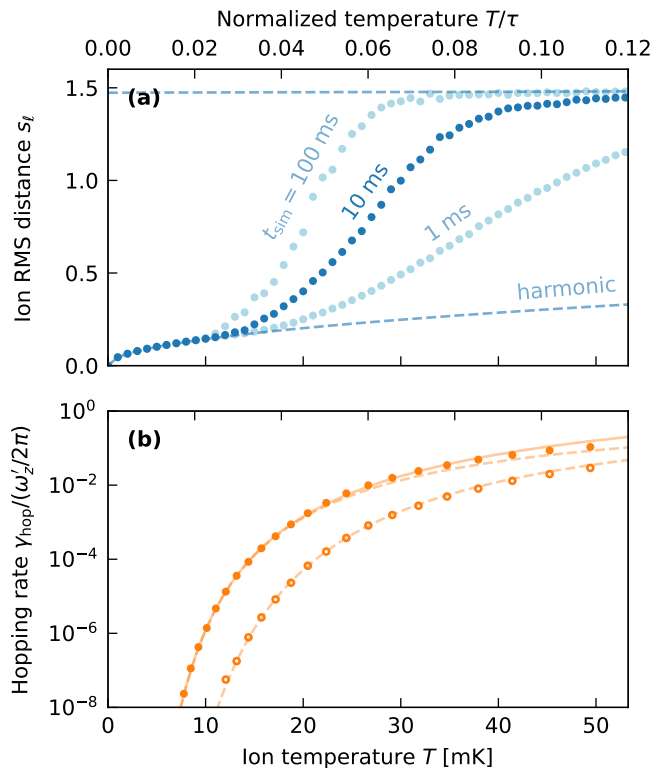 Normalized temperature T/τ
0.00 0.02 0.04 0.06 0.08 0.10 0.12
(a)
Ion RMS distance s_ℓ
1.5
1.0
0.5
0.0
t_sim = 100 ms
10 ms
1 ms
harmonic
(b)
Hopping rate γ_hop/(ω′_z/2π)
10^0
10^−2
10^−4
10^−6
10^−8
0 10 20 30 40 50
Ion temperature T [mK]